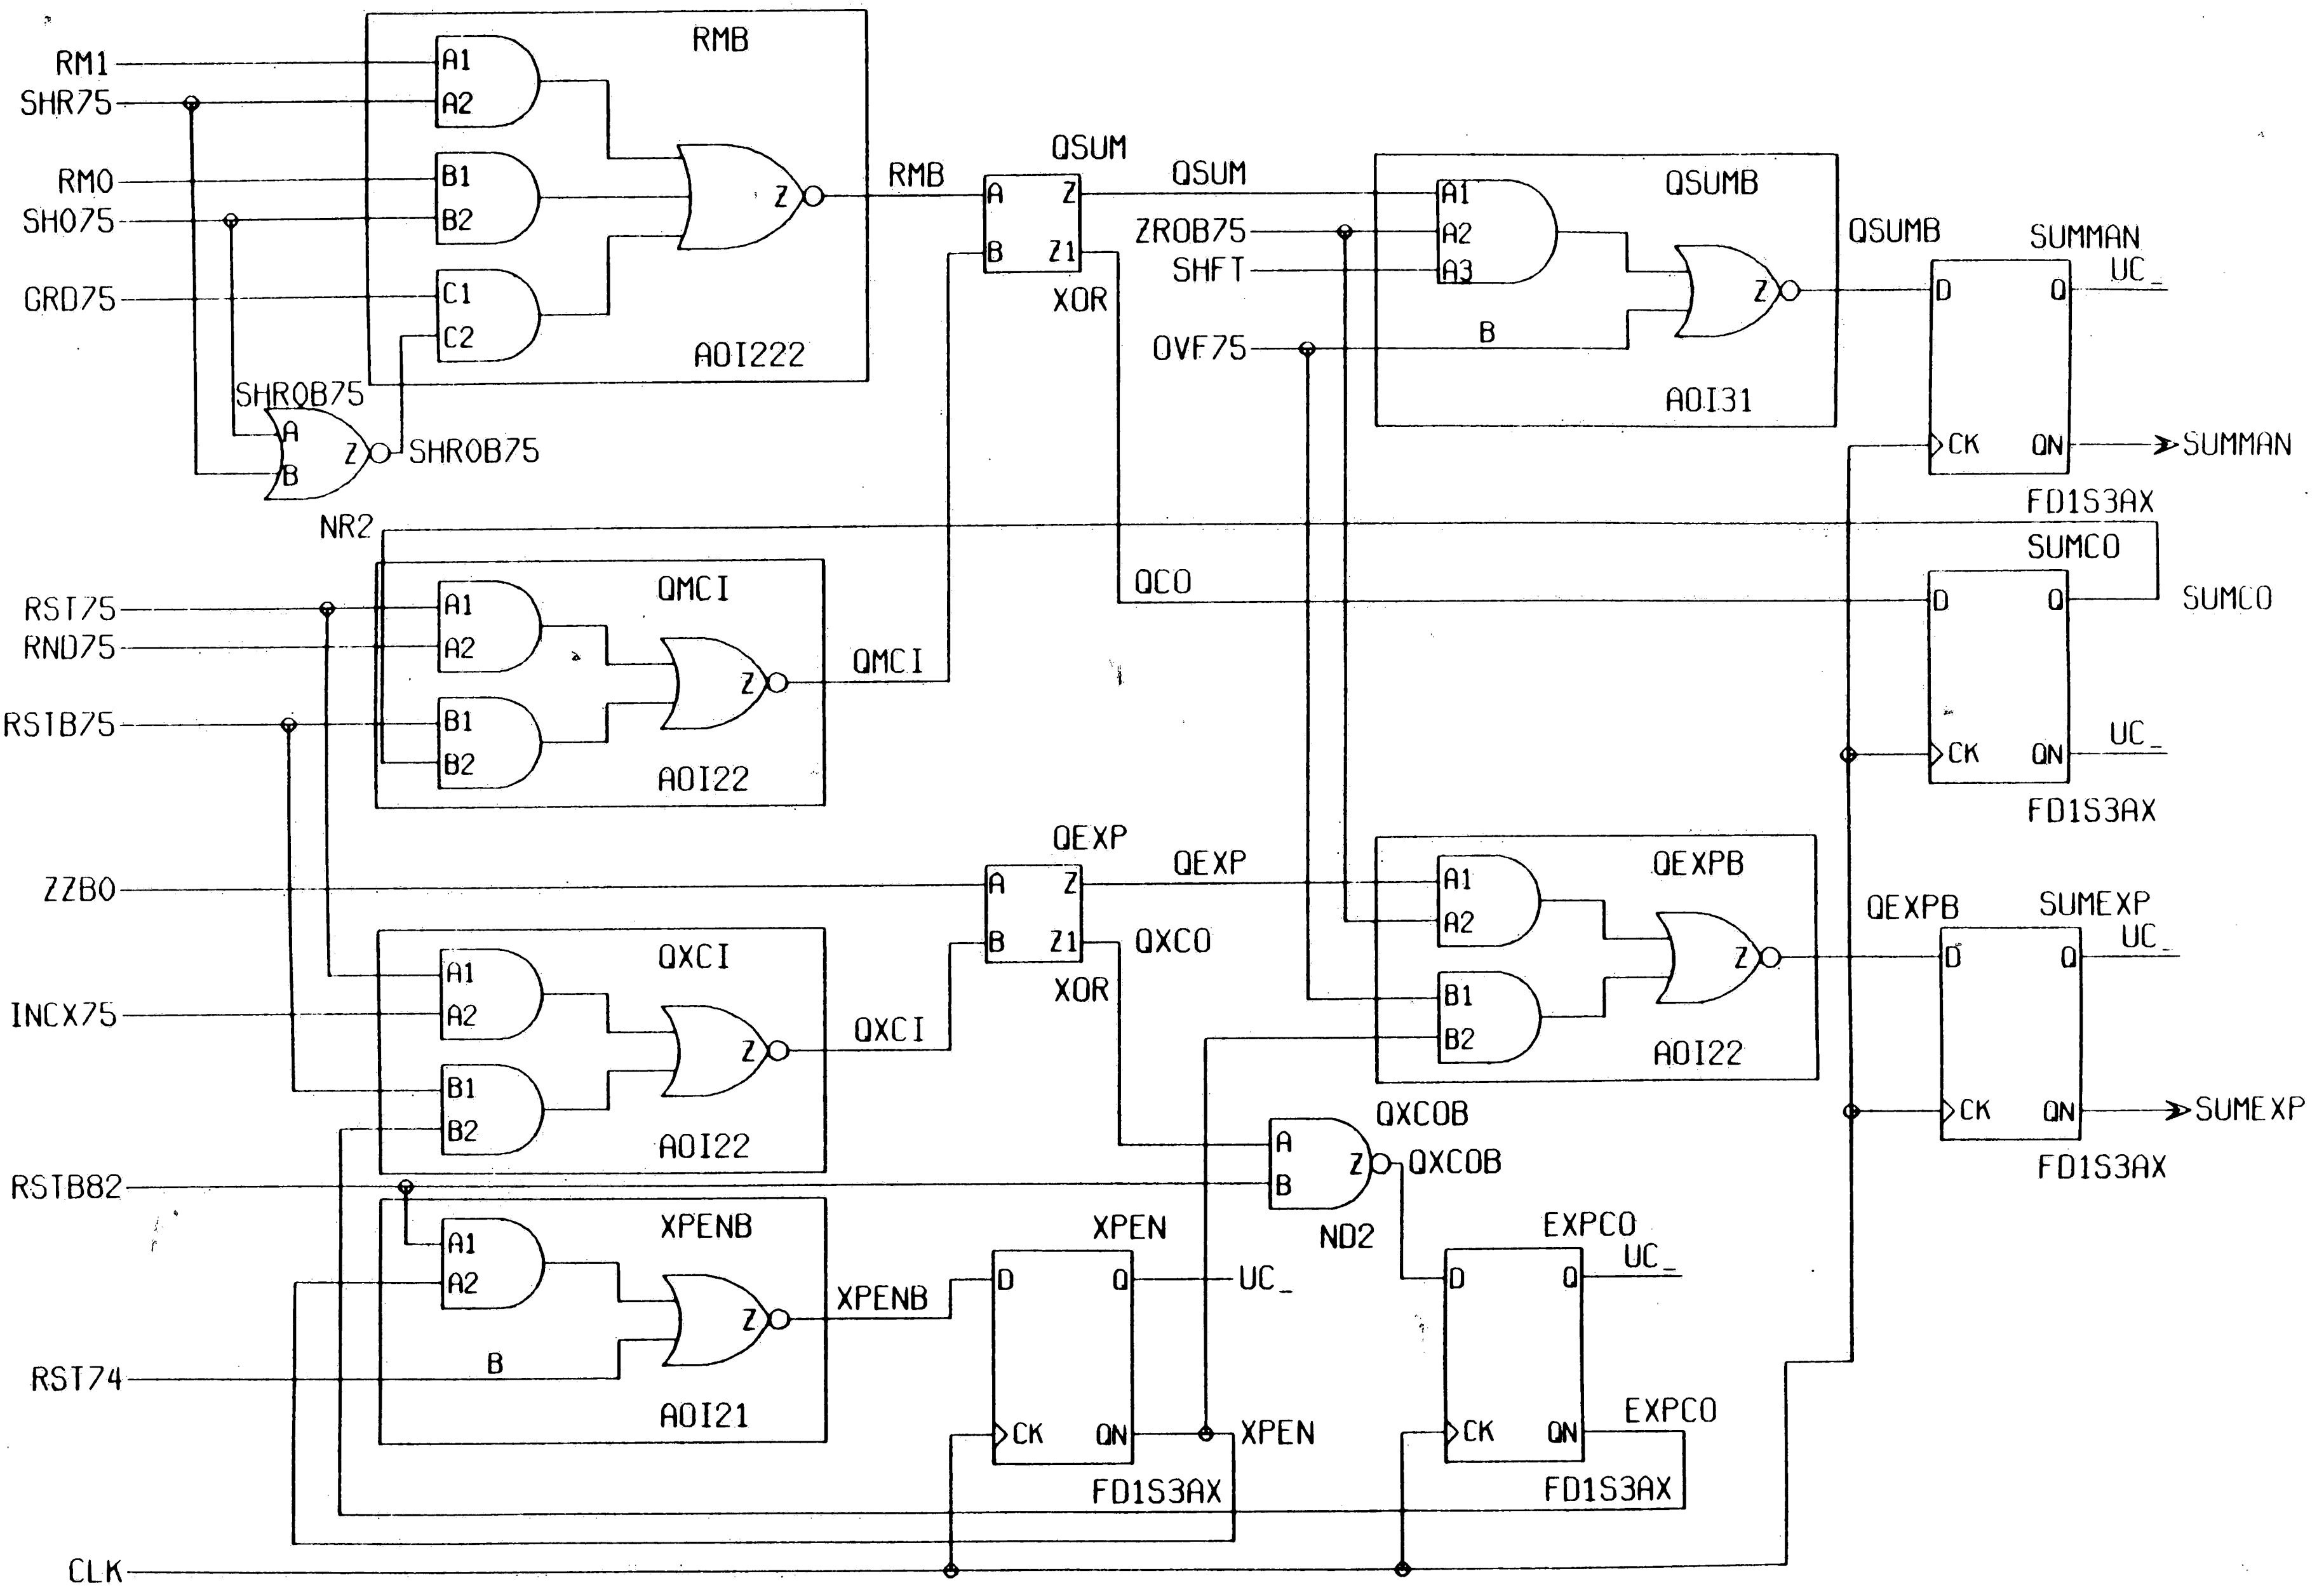 RMB
RM1
A1
SHR75
A2
QSUM
RM0
B1
Z
RMB
A
Z
QSUM
A1
QSUMB
SH075
B2
ZROB75
A2
QSUMB
SUMMAN
B
Z1
SHFT
A3
UC_
GRD75
C1
XOR
Z
D
Q
C2
OVF75
B
AOI222
SHROB75
AOI31
A
Z
SHROB75
B
CK
QN
SUMMAN
FD1S3AX
NR2
SUMCO
QMCI
QCO
RST75
A1
D
Q
SUMCO
RND75
A2
Z
QMCI
RSTB75
B1
UC_
B2
CK
QN
AOI22
FD1S3AX
QEXP
QEXP
QEXPB
ZZB0
A
Z
A1
QEXPB
SUMEXP
A2
UC_
QXCI
B
Z1
QXCO
Z
D
Q
A1
XOR
B1
INCX75
A2
B2
Z
QXCI
AOI22
B1
QXCOB
CK
QN
SUMEXP
B2
AOI22
A
Z
QXCOB
FD1S3AX
RSTB82
B
XPENB
XPEN
ND2
EXPCO
A1
UC_
A2
D
Q
UC_
D
Q
XPENB
Z
B
RST74
AOI21
EXPCO
CK
QN
XPEN
CK
QN
FD1S3AX
FD1S3AX
CLK